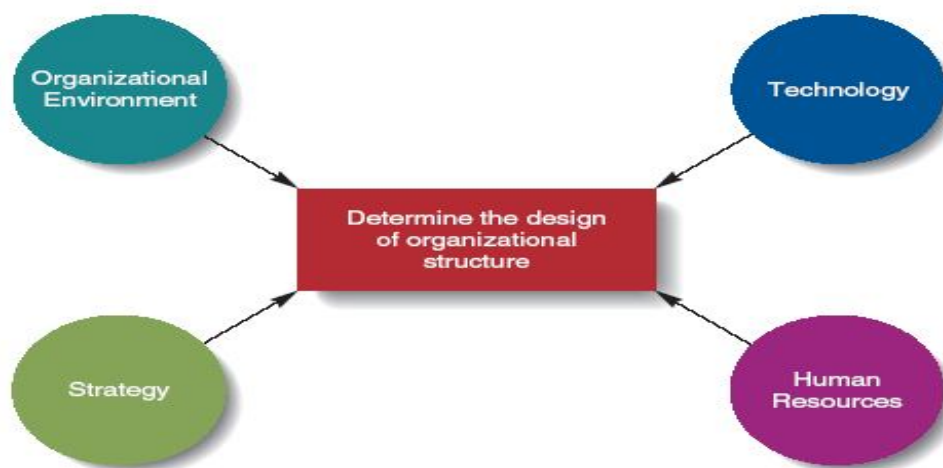 Organizational
Environment
Technology
Determine the design
of organizational
structure
Strategy
Human
Resources